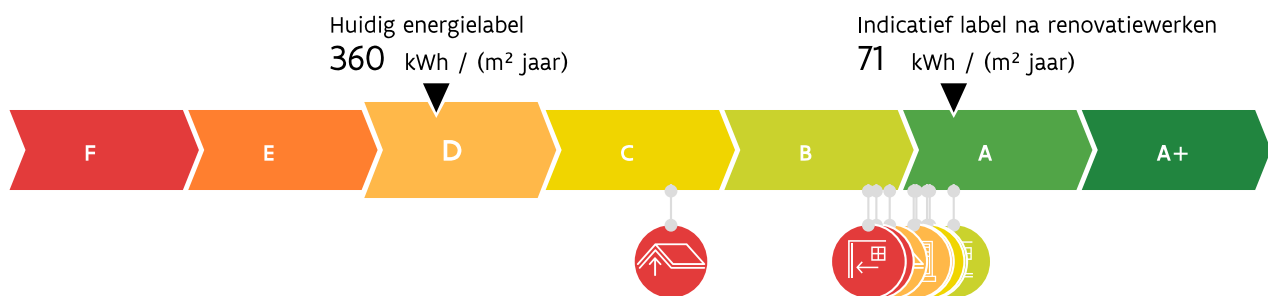 Huidig energielabel
360 kWh / (m² jaar)
Indicatief label na renovatiewerken
71 kWh / (m² jaar)
F E D C B A A+